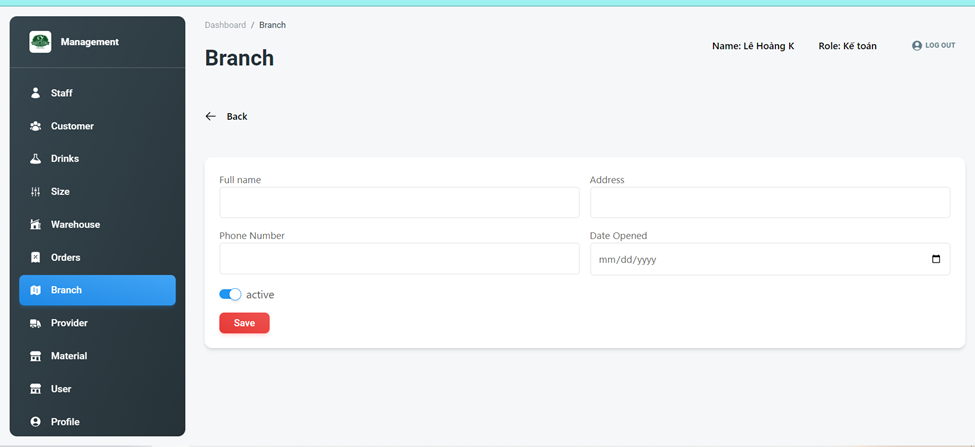 Management
Staff
Customer
Drinks
Size
Warehouse
Orders
Branch
Provider
Material
User
Profile
Dashboard / Branch
Branch
Name: Lê Hoàng K Role: Kế toán LOG OUT
Back
Full name Address
Phone Number Date Opened
mm/dd/yyyy
active
Save